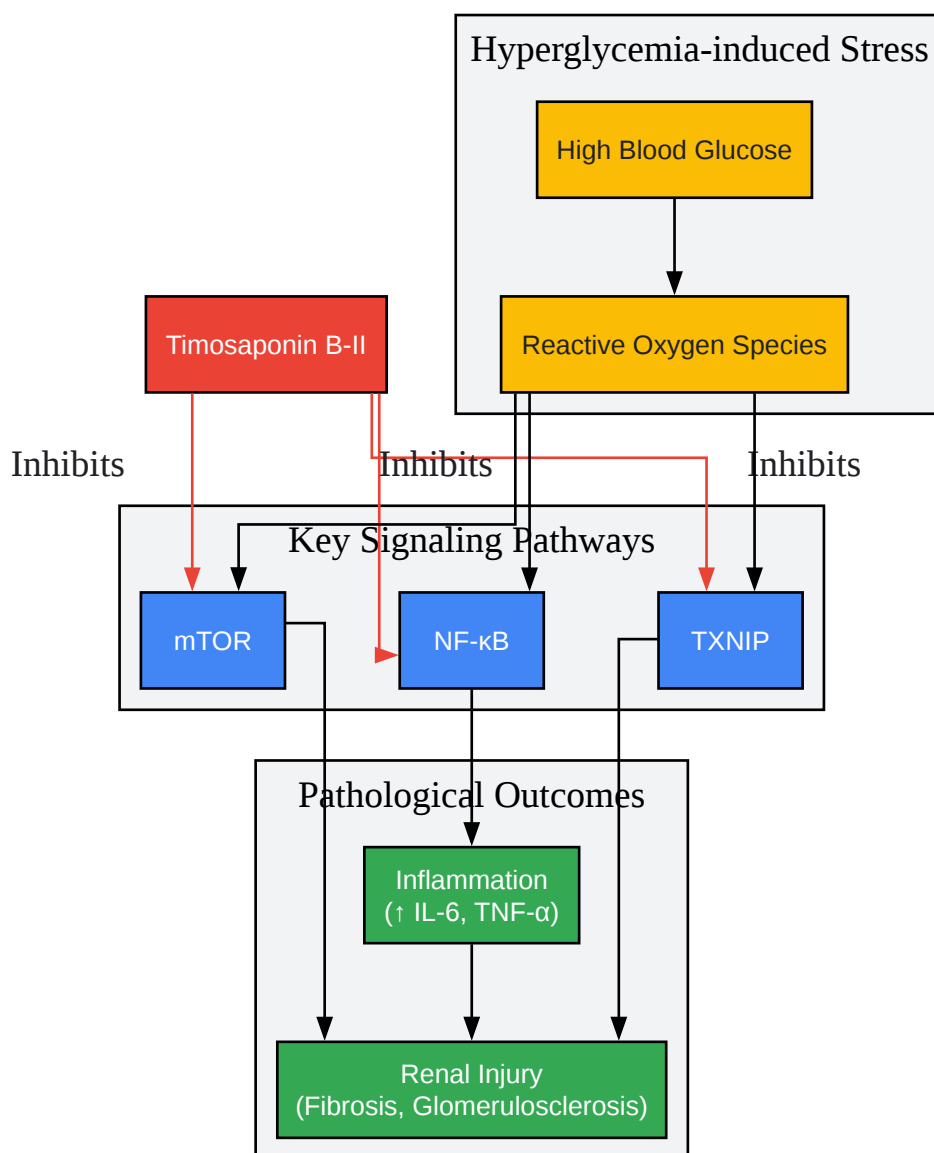 Hyperglycemia-induced Stress
High Blood Glucose
Timosaponin B-II
Reactive Oxygen Species
Inhibits
Inhibits
Inhibits
Key Signaling Pathways
mTOR
NF-κB
TXNIP
Pathological Outcomes
Inflammation
(↑ IL-6, TNF-α)
Renal Injury
(Fibrosis, Glomerulosclerosis)